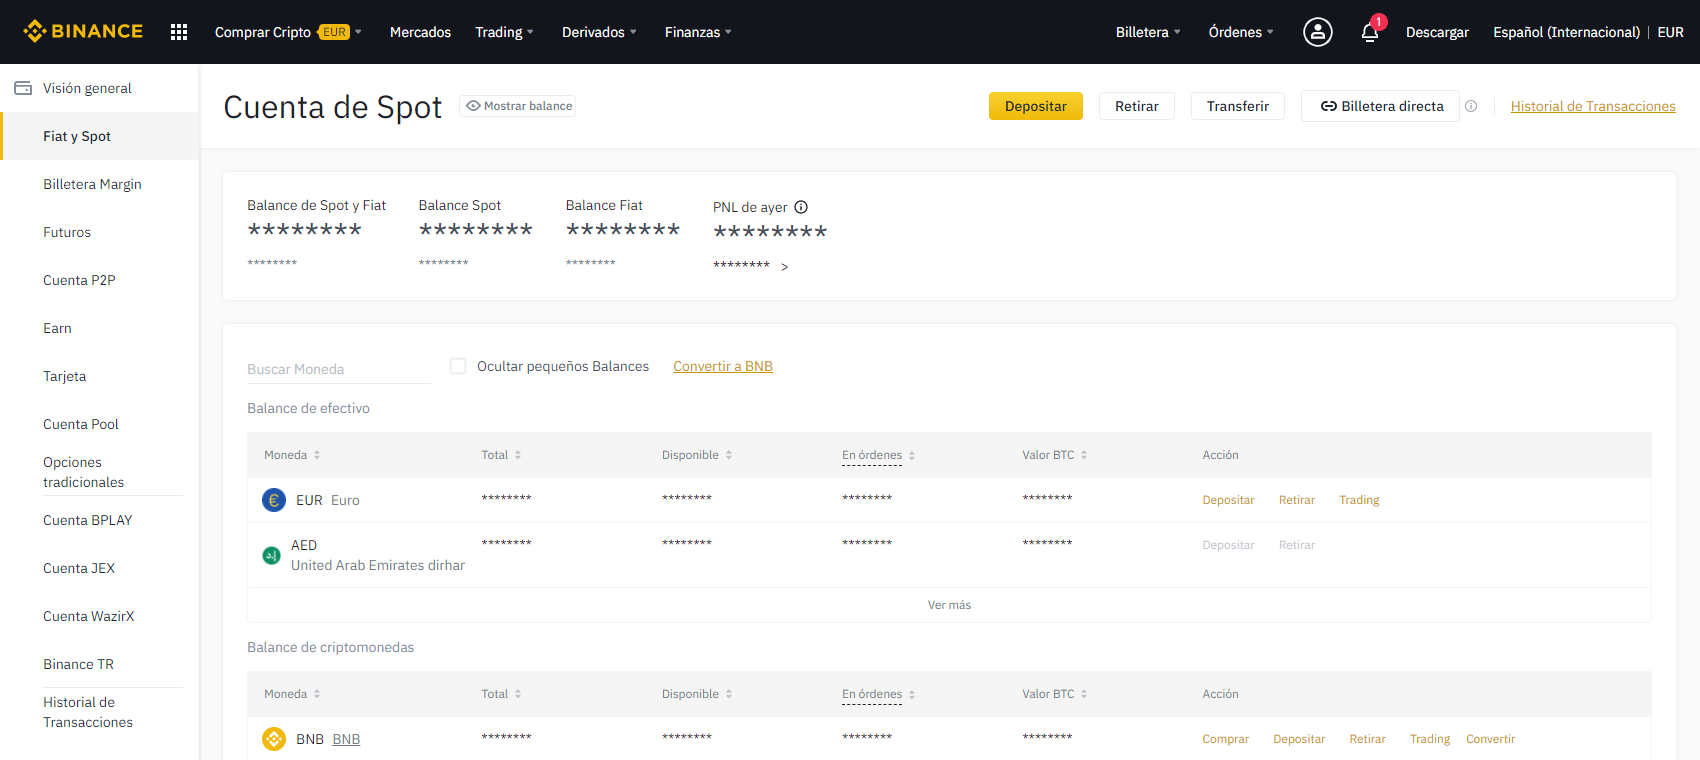 BINANCE Comprar Cripto EUR Mercados Trading Derivados Finanzas Billetera Órdenes 1 Descargar Español (Internacional) | EUR
Visión general
Fiat y Spot
Billetera Margin
Futuros
Cuenta P2P
Earn
Tarjeta
Cuenta Pool
Opciones
tradicionales
Cuenta BPLAY
Cuenta JEX
Cuenta WazirX
Binance TR
Historial de
Transacciones
Cuenta de Spot Mostrar balance Depositar Retirar Transferir Billetera directa Historial de Transacciones
Balance de Spot y Fiat Balance Spot Balance Fiat PNL de ayer
******** ******** ******** ********
******** ******** ******** ******** >
Buscar Moneda Ocultar pequeños Balances Convertir a BNB
Balance de efectivo
Moneda Total Disponible En órdenes Valor BTC Acción
€ EUR Euro ******** ******** ******** ******** Depositar Retirar Trading
AED ******** ******** ******** ******** Depositar Retirar
United Arab Emirates dirhar
Ver más
Balance de criptomonedas
Moneda Total Disponible En órdenes Valor BTC Acción
BNB BNB ******** ******** ******** ******** Comprar Depositar Retirar Trading Convertir